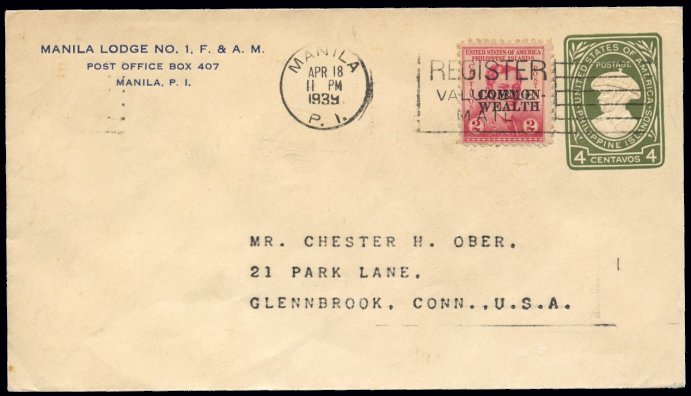 MANILA LODGE NO. 1, F. & A. M.
POST OFFICE BOX 407
MANILA, P. I.
MANILA
APR 18
11 PM
1939
P. I.
REGISTER
VALUABLE
MAIL
UNITED STATES OF AMERICA
PHILIPPINE ISLANDS
COMMON-
WEALTH
2 2
UNITED STATES OF AMERICA
POSTAGE
PHILIPPINE ISLANDS
4 CENTAVOS 4
MR. CHESTER H. OBER,
21 PARK LANE,
GLENNBROOK, CONN.,U.S.A.